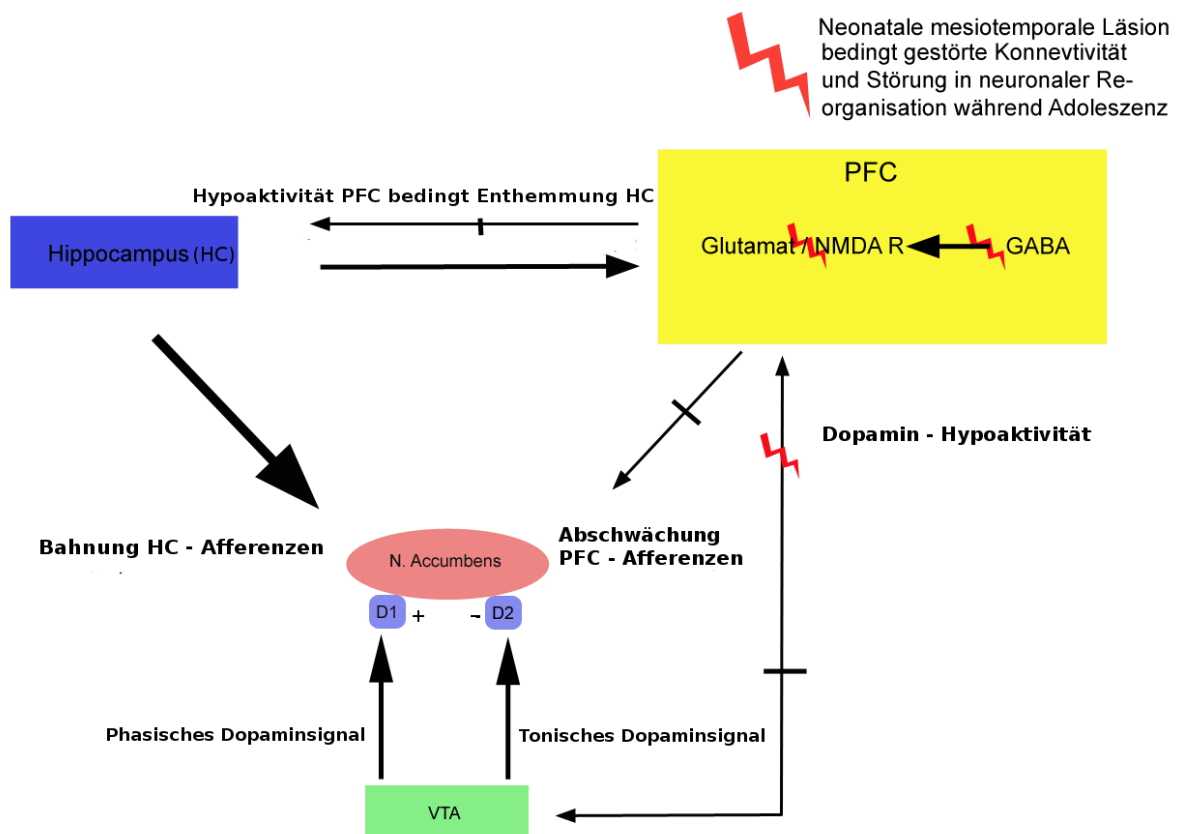 Neonatale mesiotemporale Läsion
bedingt gestörte Konnevtivität
und Störung in neuronaler Re-
organisation während Adoleszenz
PFC
Hypoaktivität PFC bedingt Enthemmung HC
Hippocampus (HC)
Glutamat / NMDA R
GABA
Dopamin - Hypoaktivität
Bahnung HC - Afferenzen
Abschwächung
PFC - Afferenzen
N. Accumbens
D1 + - D2
Phasisches Dopaminsignal
Tonisches Dopaminsignal
VTA